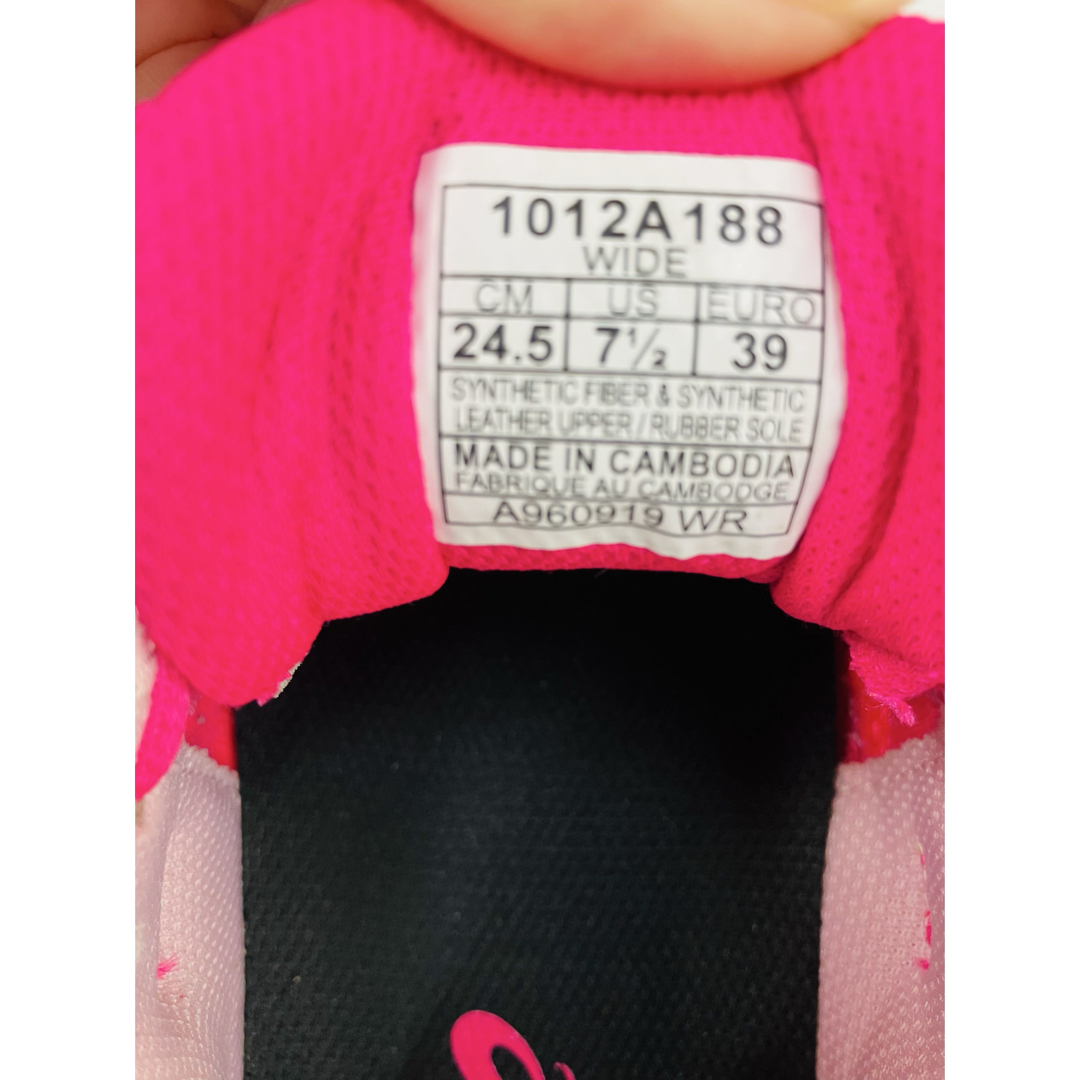 1012A188
WIDE
CM US EURO
24.5 7½ 39
SYNTHETIC FIBER & SYNTHETIC
LEATHER UPPER / RUBBER SOLE
MADE IN CAMBODIA
FABRIQUE AU CAMBODGE
A960919 WR